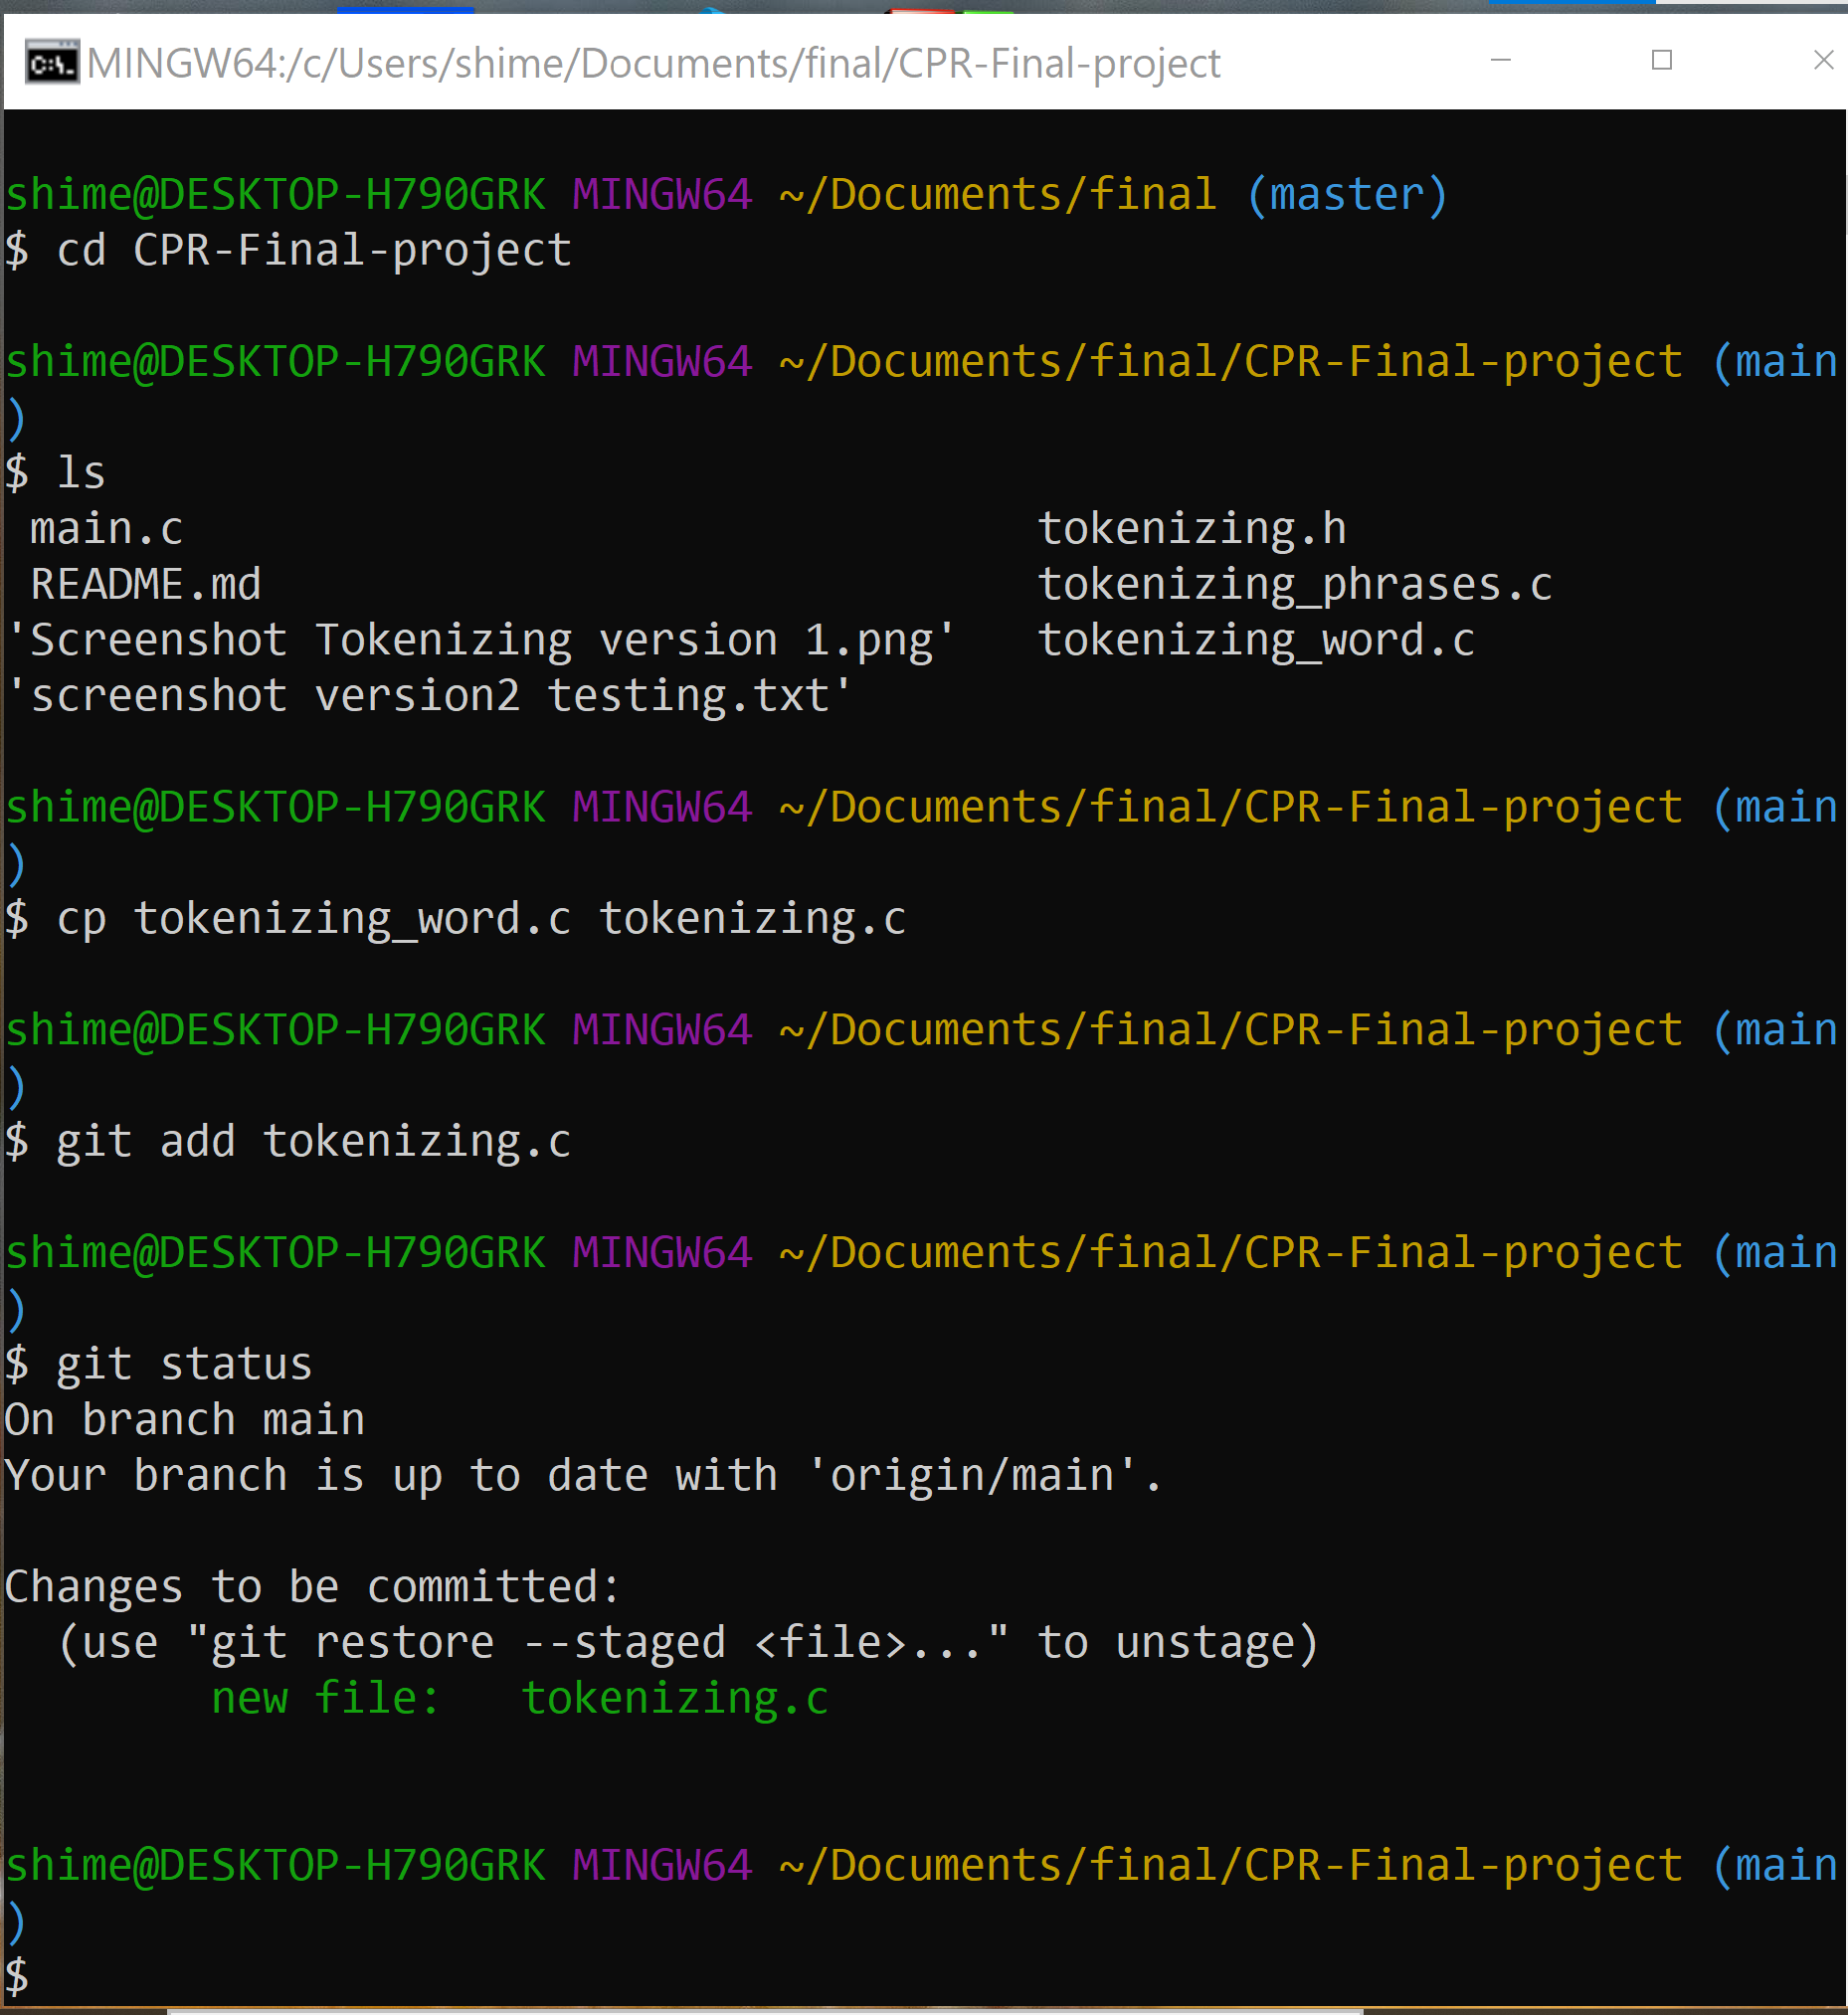 MINGW64:/c/Users/shime/Documents/final/CPR-Final-project
shime@DESKTOP-H790GRK MINGW64 ~/Documents/final (master)
$ cd CPR-Final-project
shime@DESKTOP-H790GRK MINGW64 ~/Documents/final/CPR-Final-project (main
)
$ ls
main.c tokenizing.h
README.md tokenizing_phrases.c
'Screenshot Tokenizing version 1.png' tokenizing_word.c
'screenshot version2 testing.txt'
shime@DESKTOP-H790GRK MINGW64 ~/Documents/final/CPR-Final-project (main
)
$ cp tokenizing_word.c tokenizing.c
shime@DESKTOP-H790GRK MINGW64 ~/Documents/final/CPR-Final-project (main
)
$ git add tokenizing.c
shime@DESKTOP-H790GRK MINGW64 ~/Documents/final/CPR-Final-project (main
)
$ git status
On branch main
Your branch is up to date with 'origin/main'.
Changes to be committed:
(use "git restore --staged <file>..." to unstage)
new file: tokenizing.c
shime@DESKTOP-H790GRK MINGW64 ~/Documents/final/CPR-Final-project (main
)
$